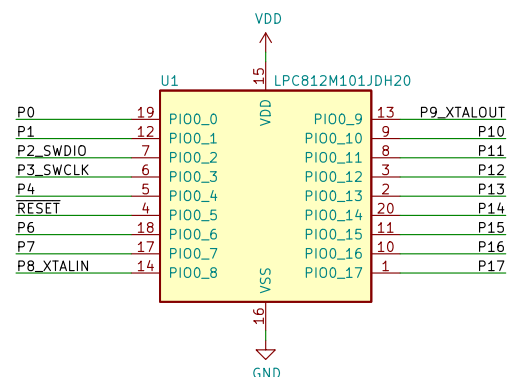 VDD
U1 LPC812M101JDH20
15
VDD
P0 19 PIO0_0 PIO0_9 13 P9_XTALOUT
P1 12 PIO0_1 PIO0_10 9 P10
P2_SWDIO 7 PIO0_2 PIO0_11 8 P11
P3_SWCLK 6 PIO0_3 PIO0_12 3 P12
P4 5 PIO0_4 PIO0_13 2 P13
RESET 4 PIO0_5 PIO0_14 20 P14
P6 18 PIO0_6 PIO0_15 11 P15
P7 17 PIO0_7 PIO0_16 10 P16
P8_XTALIN 14 PIO0_8 PIO0_17 1 P17
VSS
16
GND